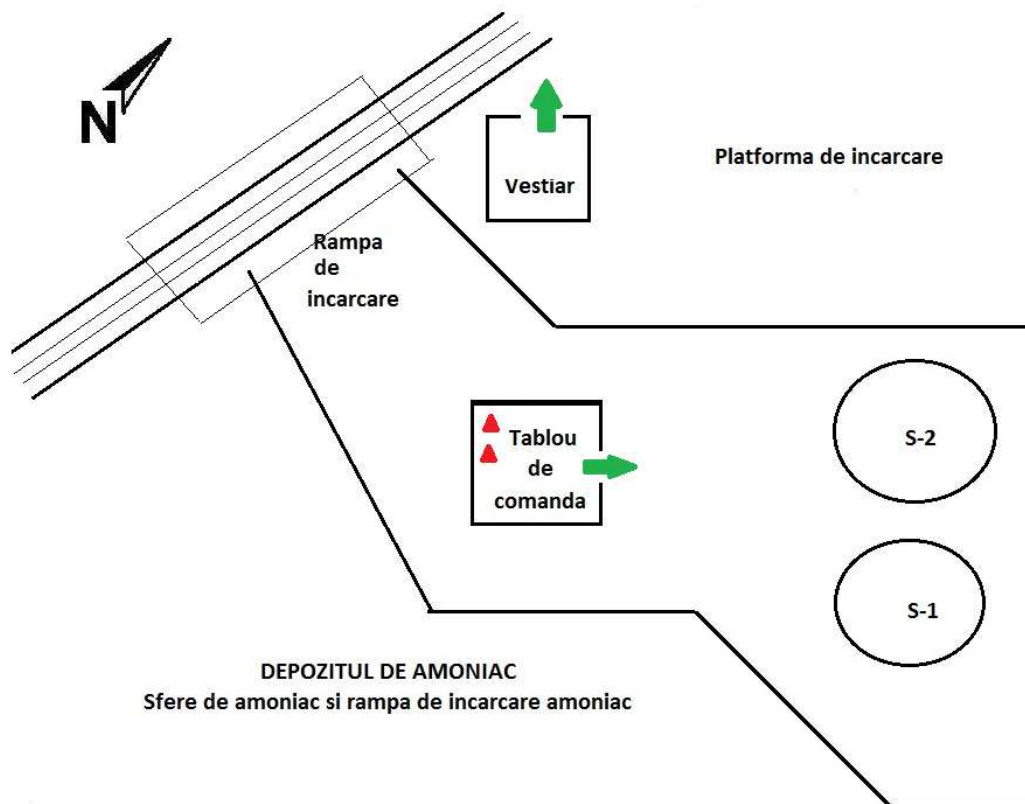 N
Vestiar
Platforma de incarcare
Rampa
de
incarcare
Tablou
de
comanda
S-2
S-1
DEPOZITUL DE AMONIAC
Sfere de amoniac si rampa de incarcare amoniac